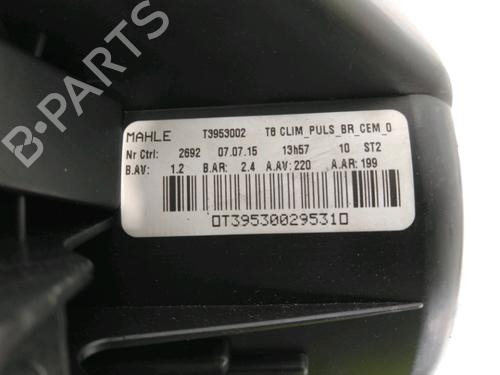 MAHLE T3953002 T8 CLIM_PULS_BR_CEM_0
Nr Ctrl: 2692 07.07.15 13h57 10 ST2
B.AV: 1.2 B.AR: 2.4 A.AV: 220 A.AR: 199
0T395300295310
B-PARTS